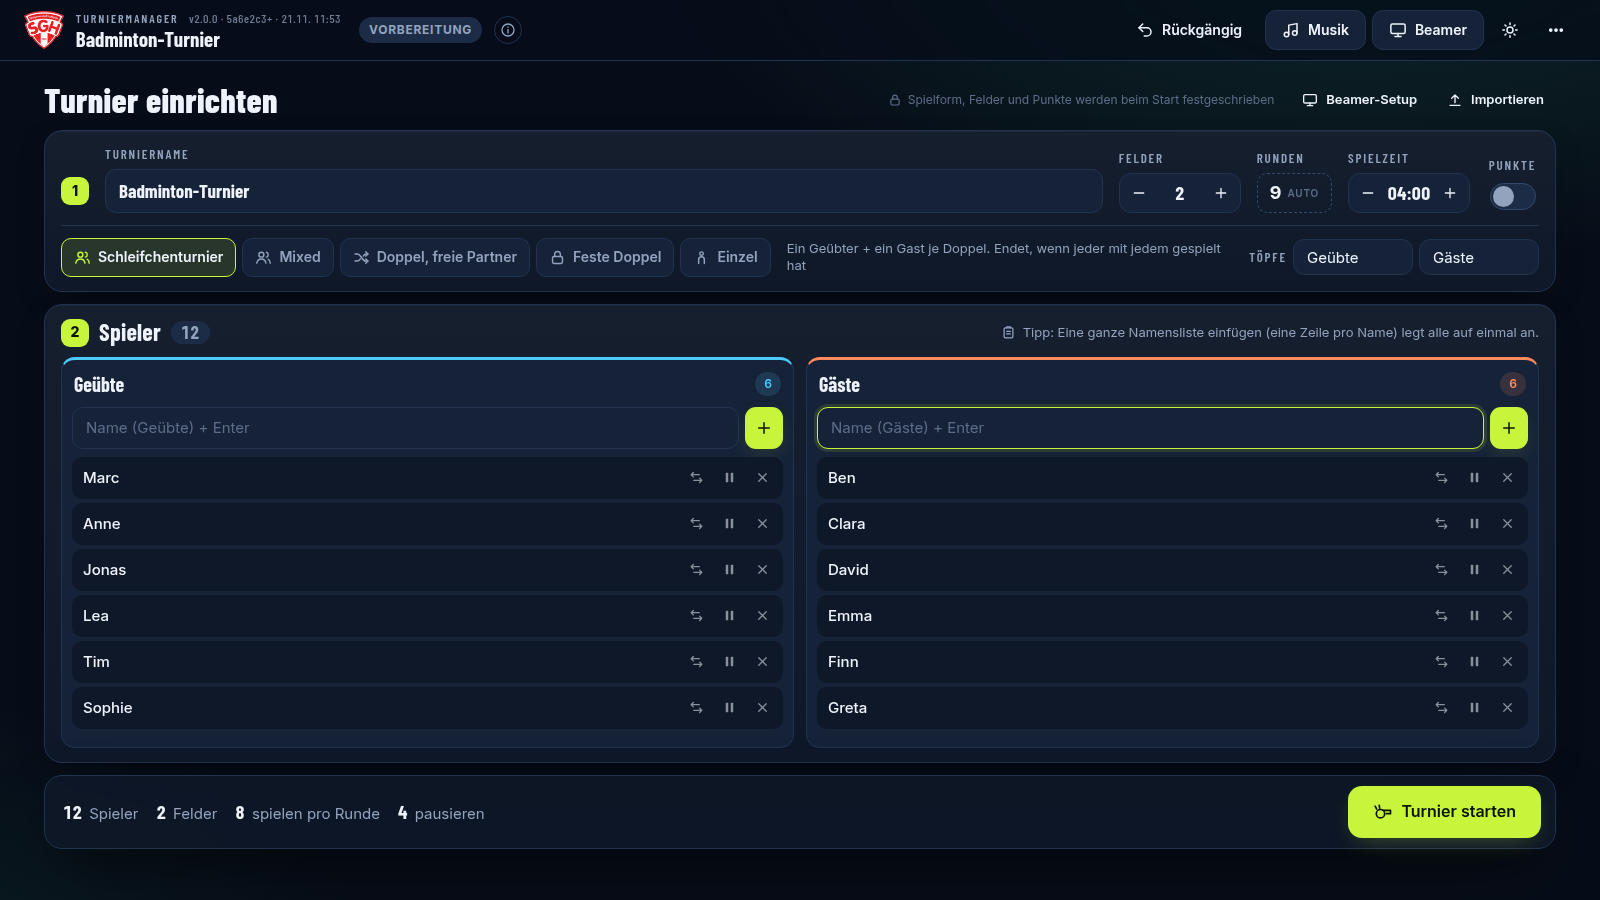 SGH
TURNIERMANAGER v2.0.0 · 5a6e2c3+ · 21.11. 11:53
Badminton-Turnier
VORBEREITUNG
Rückgängig
Musik
Beamer
Turnier einrichten
Spielform, Felder und Punkte werden beim Start festgeschrieben
Beamer-Setup
Importieren
TURNIERNAME
FELDER
RUNDEN
SPIELZEIT
PUNKTE
1
Badminton-Turnier
− 2 +
9 AUTO
− 04:00 +
Schleifchenturnier
Mixed
Doppel, freie Partner
Feste Doppel
Einzel
Ein Geübter + ein Gast je Doppel. Endet, wenn jeder mit jedem gespielt
hat
TÖPFE
Geübte
Gäste
2 Spieler 12
Tipp: Eine ganze Namensliste einfügen (eine Zeile pro Name) legt alle auf einmal an.
Geübte 6
Name (Geübte) + Enter
+
Marc
Anne
Jonas
Lea
Tim
Sophie
Gäste 6
Name (Gäste) + Enter
+
Ben
Clara
David
Emma
Finn
Greta
12 Spieler 2 Felder 8 spielen pro Runde 4 pausieren
Turnier starten